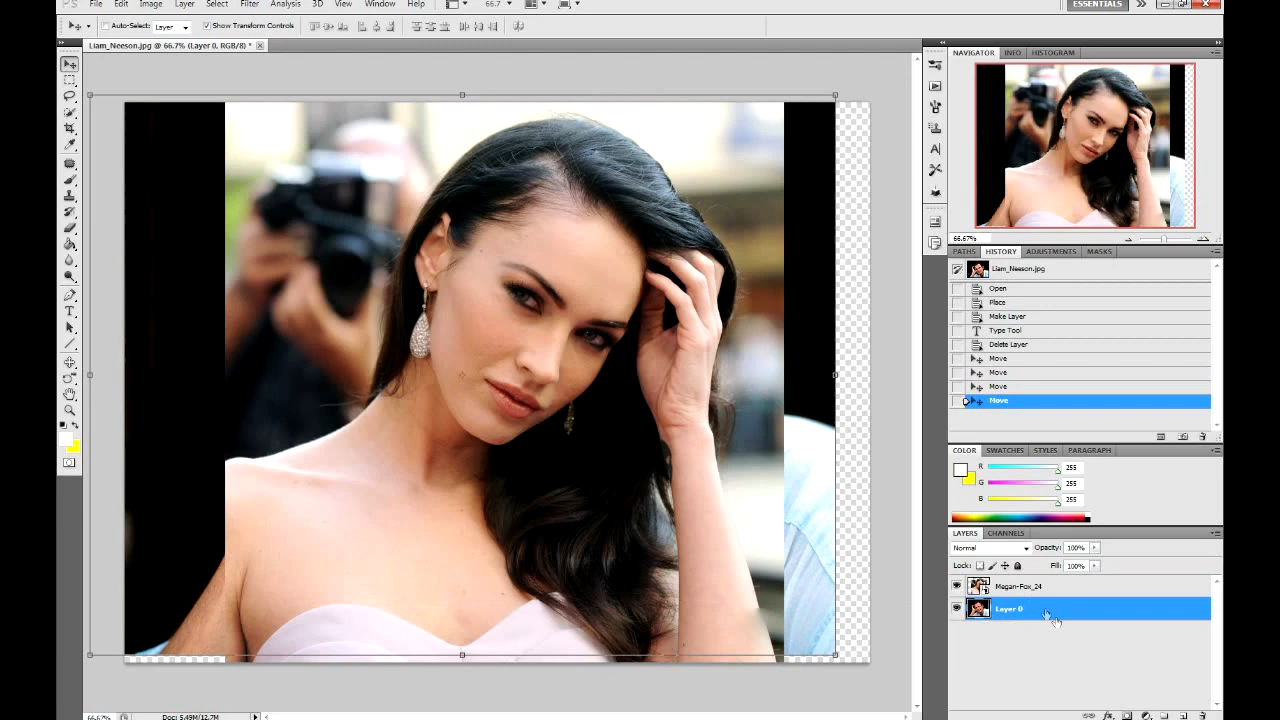 PS File Edit Image Layer Select Filter Analysis 3D View Window Help 66.7 ESSENTIALS
Auto-Select: Layer Show Transform Controls
Liam_Neeson.jpg @ 66.7% (Layer 0, RGB/8) *
NAVIGATOR INFO HISTOGRAM
66.67%
PATHS HISTORY ADJUSTMENTS MASKS
Liam_Neeson.jpg
Open
Place
Make Layer
Type Tool
Delete Layer
Move
Move
Move
Move
COLOR SWATCHES STYLES PARAGRAPH
R 255
G 255
B 255
LAYERS CHANNELS
Normal Opacity: 100%
Lock: Fill: 100%
Megan-Fox_24
Layer 0
66.67% Doc: 5.49M/12.7M